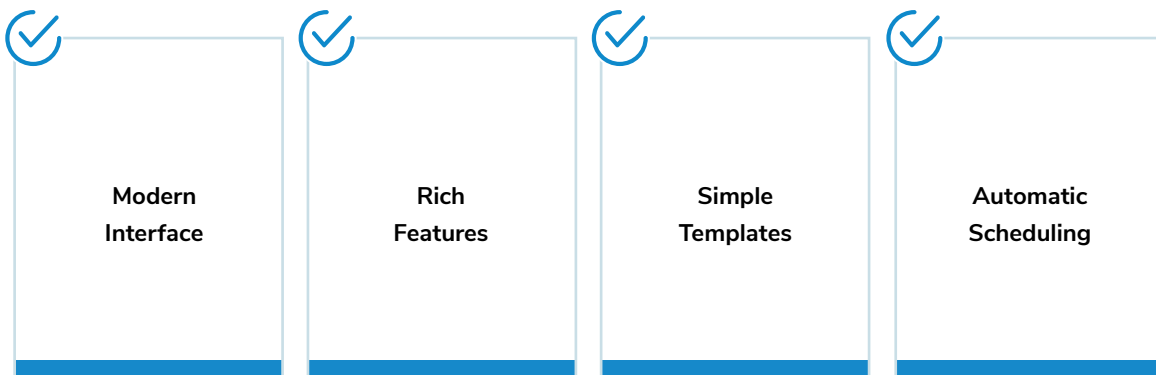 Modern
Interface
Rich
Features
Simple
Templates
Automatic
Scheduling